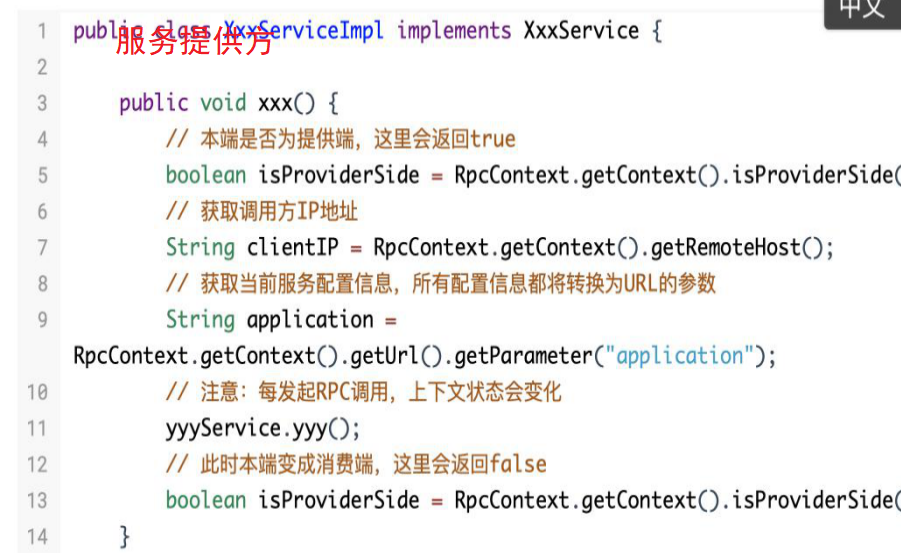 中文
服务提供方
1 public class XxxServiceImpl implements XxxService {
2
3 public void xxx() {
4 // 本端是否为提供端，这里会返回true
5 boolean isProviderSide = RpcContext.getContext().isProviderSide(
6 // 获取调用方IP地址
7 String clientIP = RpcContext.getContext().getRemoteHost();
8 // 获取当前服务配置信息，所有配置信息都将转换为URL的参数
9 String application =
RpcContext.getContext().getUrl().getParameter("application");
10 // 注意：每发起RPC调用，上下文状态会变化
11 yyyService.yyy();
12 // 此时本端变成消费端，这里会返回false
13 boolean isProviderSide = RpcContext.getContext().isProviderSide(
14 }